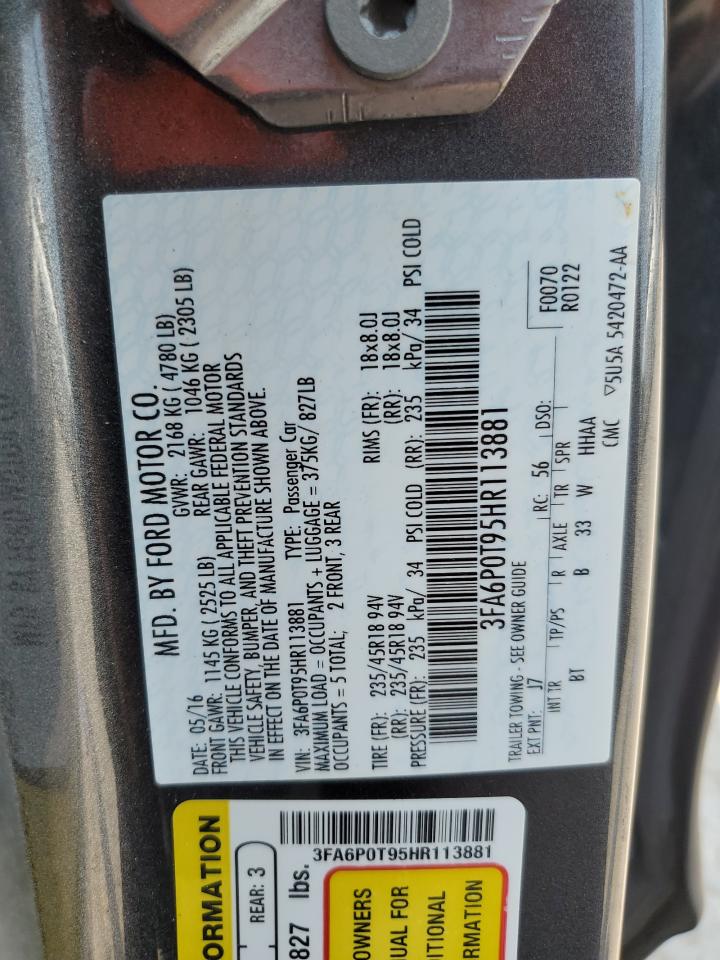 MFD. BY FORD MOTOR CO.
DATE: 05/16 GVWR: 2168 KG ( 4780 LB)
FRONT GAWR: 1145 KG ( 2525 LB) REAR GAWR: 1046 KG ( 2305 LB)
THIS VEHICLE CONFORMS TO ALL APPLICABLE FEDERAL MOTOR
VEHICLE SAFETY, BUMPER, AND THEFT PREVENTION STANDARDS
IN EFFECT ON THE DATE OF MANUFACTURE SHOWN ABOVE.
VIN: 3FA6P0T95HR113881 TYPE: Passenger Car
MAXIMUM LOAD = OCCUPANTS + LUGGAGE = 375KG/ 827LB
OCCUPANTS = 5 TOTAL; 2 FRONT, 3 REAR
TIRE (FR): 235/45R18 94V RIMS (FR): 18x8.0J
(RR): 235/45R18 94V (RR): 18x8.0J
PRESSURE (FR): 235 kPa/ 34 PSI COLD (RR): 235 kPa/ 34 PSI COLD
3FA6P0T95HR113881
TRAILER TOWING - SEE OWNER GUIDE
EXT PNT: J7 RC: 56 DSO: F0070
R0122
INT TR TP/PS R AXLE TR SPR
BT B 33 W HHAA
CMC ▽5U5A 5420472-AA
ORMATION
REAR: 3
827 lbs.
3FA6P0T95HR113881
OWNERS
UAL FOR
DITIONAL
RMATION